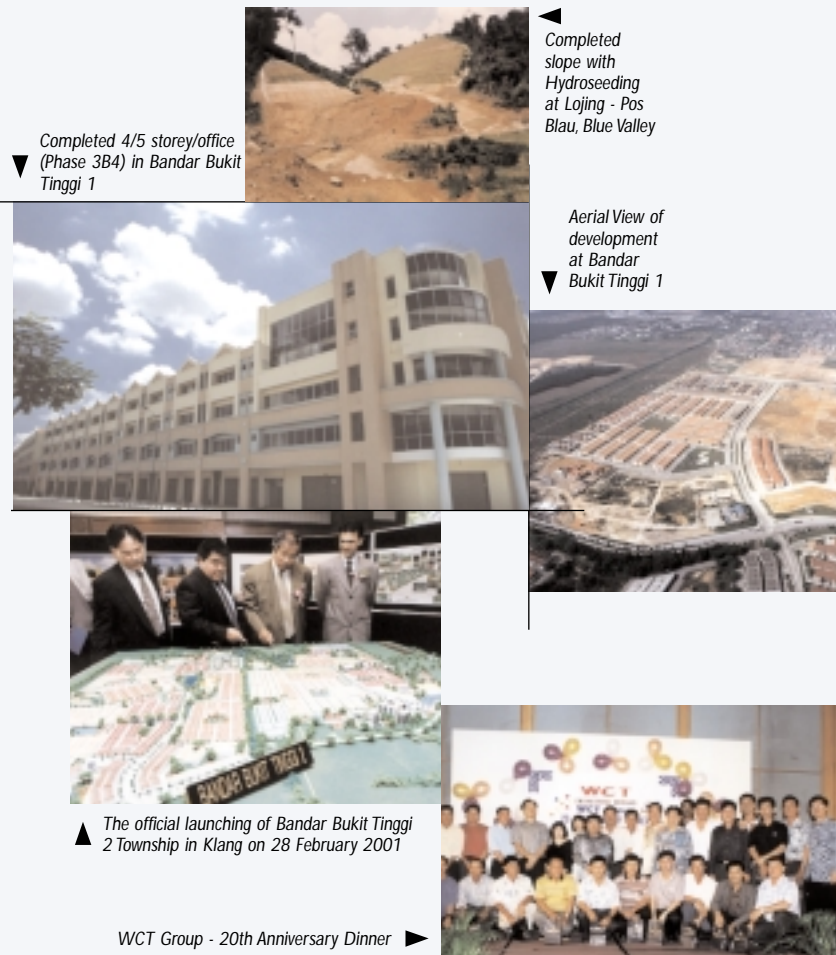 Completed
slope with
Hydroseeding
at Lojing - Pos
Blau, Blue Valley
Completed 4/5 storey/office
(Phase 3B4) in Bandar Bukit
Tinggi 1
Aerial View of
development
at Bandar
Bukit Tinggi 1
BANDAR BUKIT TINGGI 2
The official launching of Bandar Bukit Tinggi
2 Township in Klang on 28 February 2001
WCT
WCT Group - 20th Anniversary Dinner